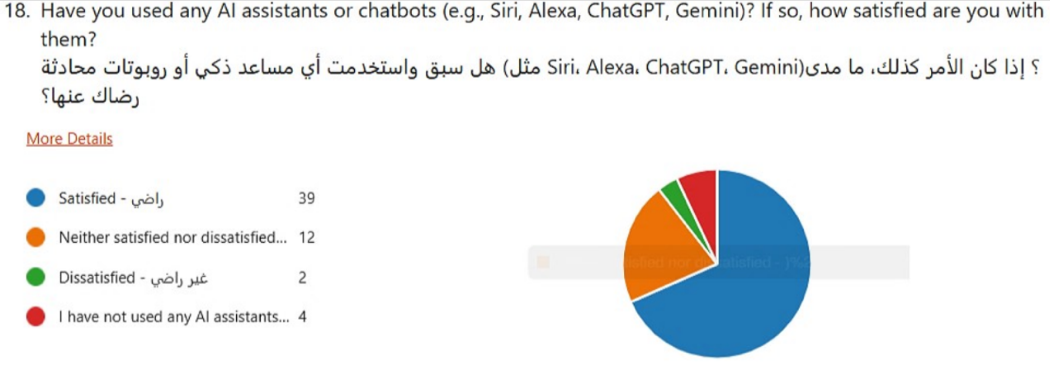 18. Have you used any AI assistants or chatbots (e.g., Siri, Alexa, ChatGPT, Gemini)? If so, how satisfied are you with
them?
هل سبق واستخدمت أي مساعد ذكي أو روبوتات محادثة (مثل Siri، Alexa، ChatGPT، Gemini)؟ إذا كان الأمر كذلك، ما مدى
رضاك عنها؟
More Details
Satisfied - راضي 39
Neither satisfied nor dissatisfied... 12
Dissatisfied - غير راضي 2
I have not used any AI assistants... 4